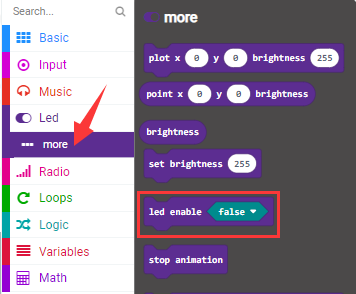 Search...
Basic
Input
Music
Led
more
Radio
Loops
Logic
Variables
Math
more
plot x 0 y 0 brightness 255
point x 0 y 0 brightness
brightness
set brightness 255
led enable false
stop animation